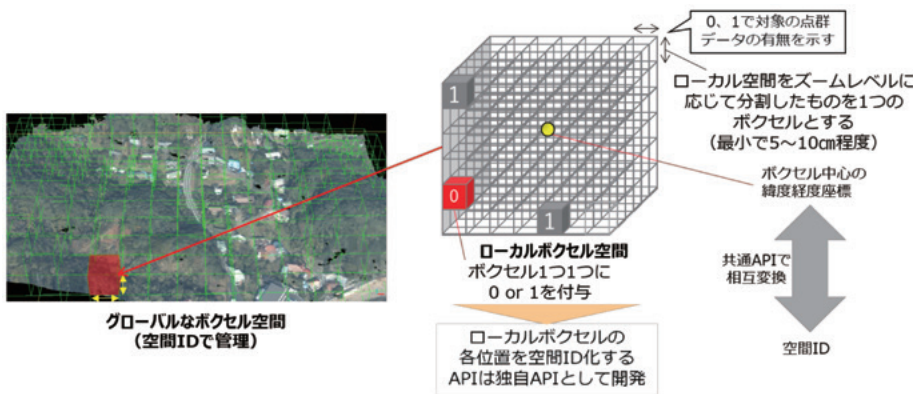 0、1で対象の点群
データの有無を示す
1
ローカル空間をズームレベルに
応じて分割したものを1つの
ボクセルとする
(最小で5～10㎝程度)
ボクセル中心の
緯度経度座標
0
1
ローカルボクセル空間
ボクセル1つ1つに
0 or 1を付与
共通APIで
相互変換
グローバルなボクセル空間
(空間IDで管理)
ローカルボクセルの
各位置を空間ID化する
APIは独自APIとして開発
空間ID